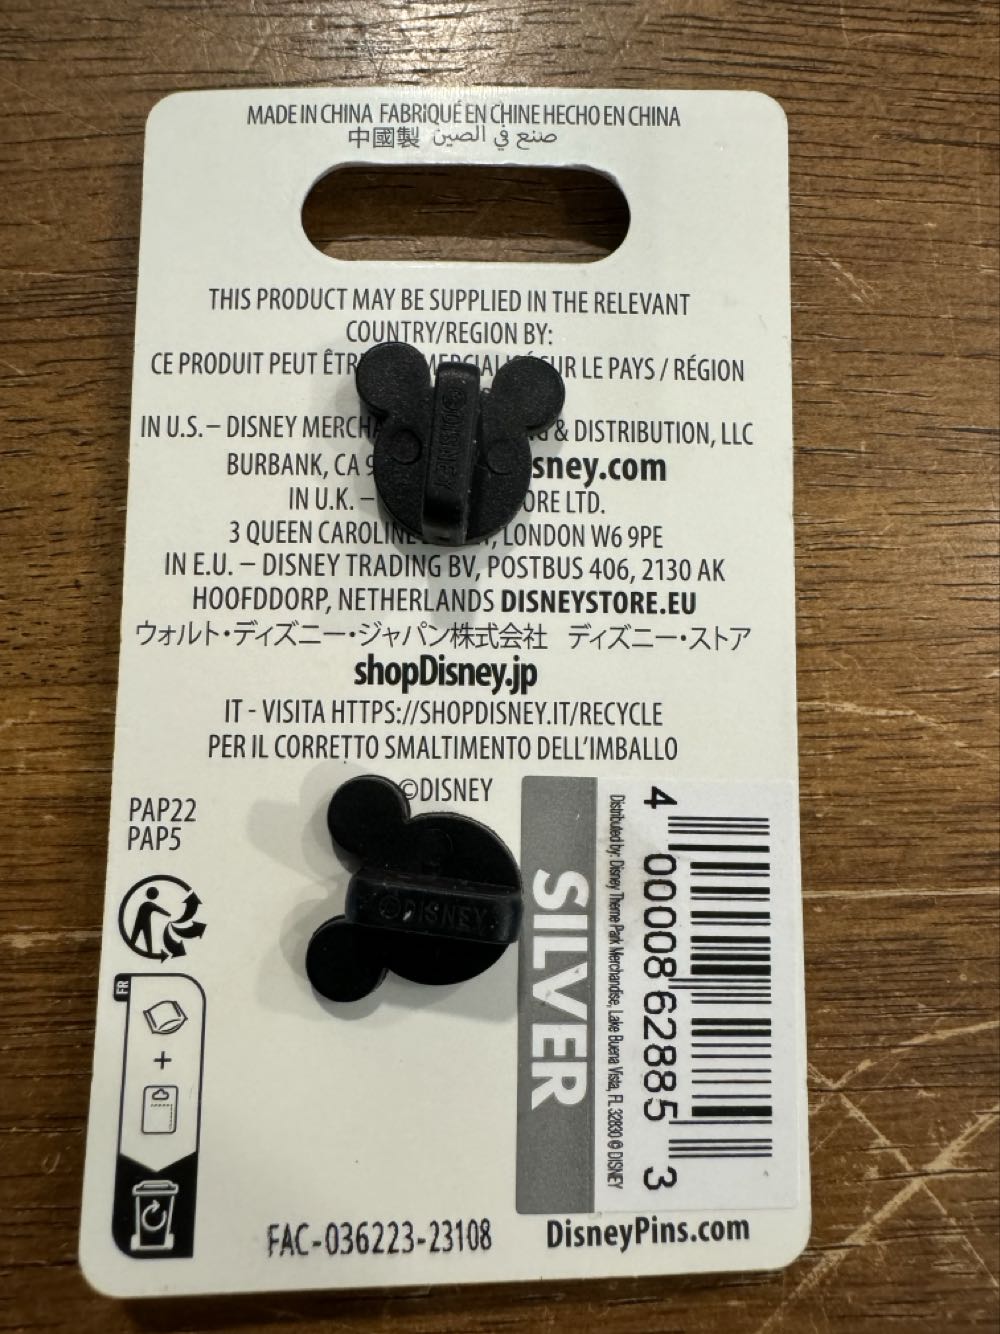 MADE IN CHINA FABRIQUÉ EN CHINE HECHO EN CHINA
中國製 صنع في الصين
THIS PRODUCT MAY BE SUPPLIED IN THE RELEVANT
COUNTRY/REGION BY:
CE PRODUIT PEUT SUR LE PAYS / RÉGION
IN U.S. – DISNEY & DISTRIBUTION, LLC
BURBANK, CA
IN U.K. – LTD.
3 QUEEN CAROLINE LONDON W6 9PE
IN E.U. – DISNEY TRADING BV, POSTBUS 406, 2130 AK
HOOFDDORP, NETHERLANDS DISNEYSTORE.EU
ウォルト・ディズニー・ジャパン株式会社 ディズニー・ストア
shopDisney.jp
IT - VISITA HTTPS://SHOPDISNEY.IT/RECYCLE
PER IL CORRETTO SMALTIMENTO DELL'IMBALLO
©DISNEY
©DISNEY
©DISNEY
PAP22
PAP5
FR
+
SILVER
Distributed by: Disney Theme Park Merchandise, Lake Buena Vista, FL 32830 © DISNEY
4 00008 62885 3
FAC-036223-23108
DisneyPins.com